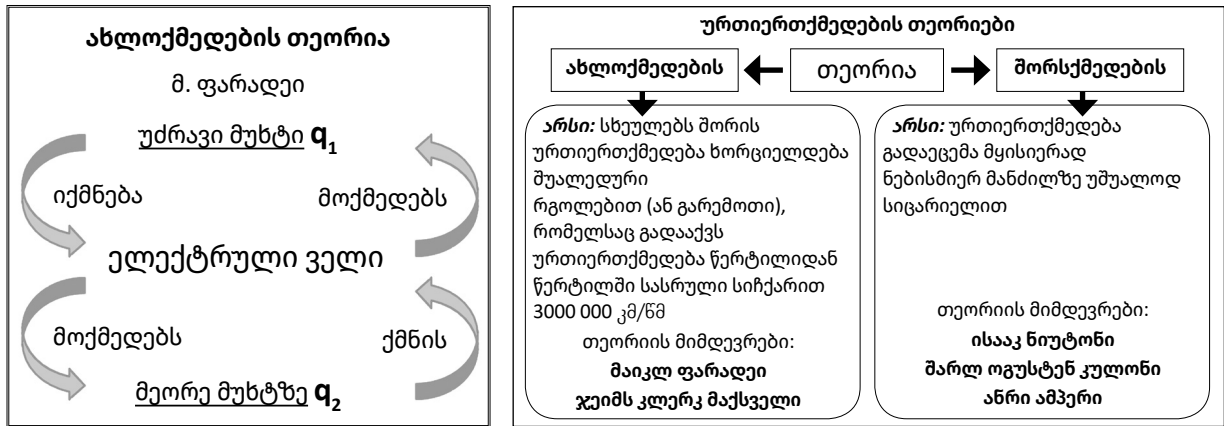 ახლოქმედების თეორია
მ. ფარადეი
უძრავი მუხტი q₁
იქმნება
მოქმედებს
ელექტრული ველი
მოქმედებს
ქმნის
მეორე მუხტზე q₂
ურთიერთქმედების თეორიები
ახლოქმედების
თეორია
შორსქმედების
არსი: სხეულებს შორის
ურთიერთქმედება ხორციელდება
შუალედური
რგოლებით (ან გარემოთი),
რომელსაც გადააქვს
ურთიერთქმედება წერტილიდან
წერტილში სასრული სიჩქარით
3000 000 კმ/წმ
თეორიის მიმდევრები:
მაიკლ ფარადეი
ჯეიმს კლერკ მაქსველი
არსი: ურთიერთქმედება
გადაეცემა მყისიერად
ნებისმიერ მანძილზე უშუალოდ
სიცარიელით
თეორიის მიმდევრები:
ისააკ ნიუტონი
შარლ ოგუსტენ კულონი
ანრი ამპერი